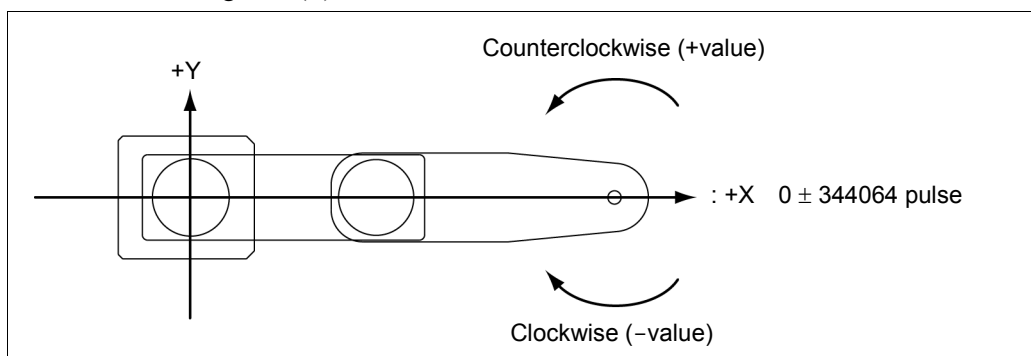 Counterclockwise (+value)
+Y
: +X 0 ± 344064 pulse
Clockwise (−value)